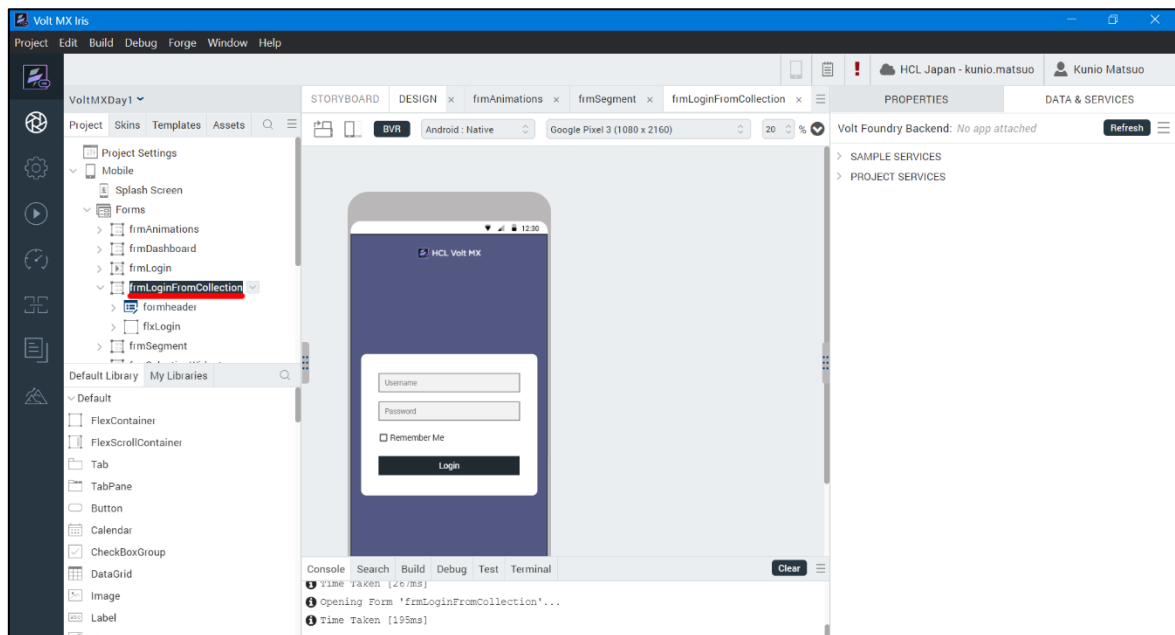 Volt MX Iris
Project Edit Build Debug Forge Window Help
HCL Japan - kunio.matsuo Kunio Matsuo
VoltMXDay1
STORYBOARD DESIGN × frmAnimations × frmSegment × frmLoginFromCollection ×
PROPERTIES DATA & SERVICES
Project Skins Templates Assets
BVR Android : Native Google Pixel 3 (1080 x 2160) 20 %
Volt Foundry Backend: No app attached Refresh
Project Settings
Mobile
Splash Screen
Forms
frmAnimations
frmDashboard
frmLogin
frmLoginFromCollection
formheader
flxLogin
frmSegment
SAMPLE SERVICES
PROJECT SERVICES
12:30
HCL Volt MX
Username
Password
Remember Me
Login
Default Library My Libraries
Default
FlexContainer
FlexScrollContainer
Tab
TabPane
Button
Calendar
CheckBoxGroup
DataGrid
Image
Label
Console Search Build Debug Test Terminal Clear
Time Taken [267ms]
Opening Form 'frmLoginFromCollection'...
Time Taken [195ms]